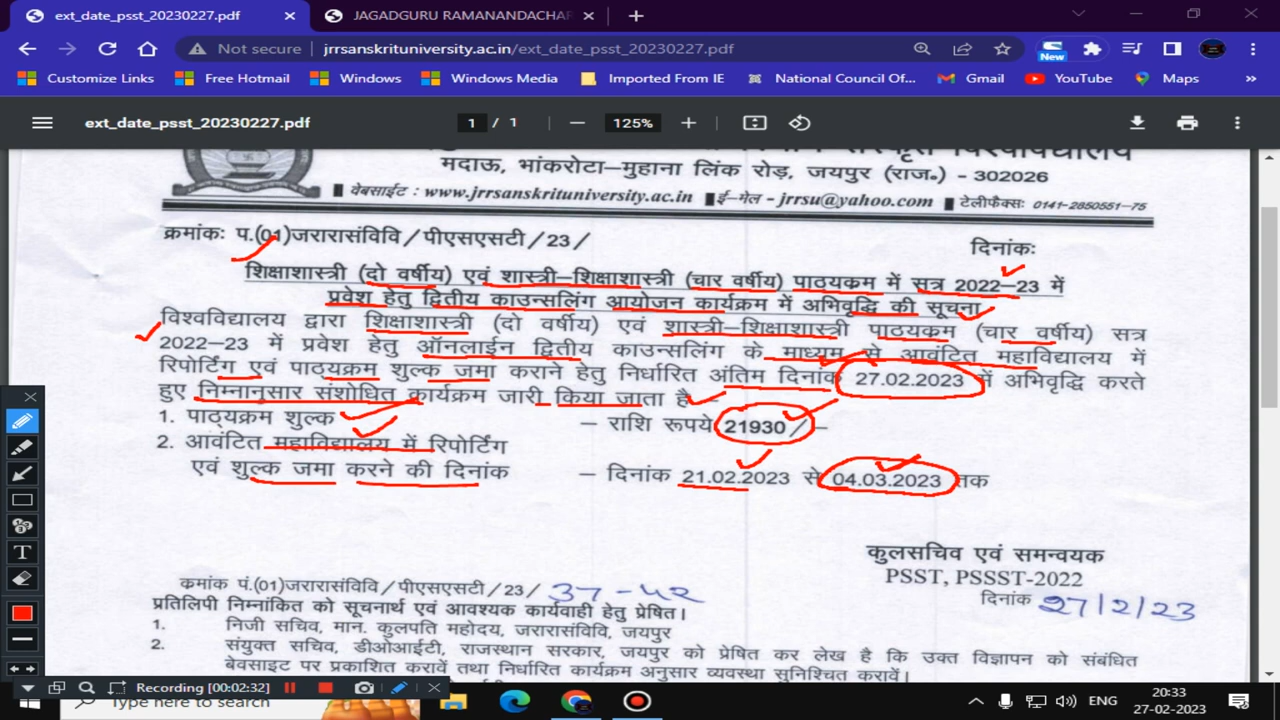 ext_date_psst_20230227.pdf
JAGADGURU RAMANANDACHAR
Not secure
jrrsanskrituniversity.ac.in/ext_date_psst_20230227.pdf
New
Customize Links
Free Hotmail
Windows
Windows Media
Imported From IE
National Council Of...
Gmail
YouTube
Maps
ext_date_psst_20230227.pdf
1 / 1
125%
मदाऊ, भांकरोटा–मुहाना लिंक रोड़, जयपुर (राज॰) - 302026
वेबसाईट : www.jrrsanskrituniversity.ac.in ई–मेल - jrrsu@yahoo.com टेलीफैक्सः 0141-2850551-75
क्रमांकः प.(01)जरारासंविवि/पीएसएसटी/23/
दिनांकः
शिक्षाशास्त्री (दो वर्षीय) एवं शास्त्री–शिक्षाशास्त्री (चार वर्षीय) पाठ्यक्रम में सत्र 2022–23 में
प्रवेश हेतु द्वितीय काउन्सलिंग आयोजन कार्यक्रम में अभिवृद्धि की सूचना
विश्वविद्यालय द्वारा शिक्षाशास्त्री (दो वर्षीय) एवं शास्त्री–शिक्षाशास्त्री पाठ्यक्रम (चार वर्षीय) सत्र
2022–23 में प्रवेश हेतु ऑनलाईन द्वितीय काउन्सलिंग के माध्यम से आवंटित महाविद्यालय में
रिपोर्टिंग एवं पाठ्यक्रम शुल्क जमा कराने हेतु निर्धारित अंतिम दिनांक 27.02.2023 में अभिवृद्धि करते
हुए निम्नानुसार संशोधित कार्यक्रम जारी किया जाता है –
1. पाठ्यक्रम शुल्क – राशि रूपये 21930/–
2. आवंटित महाविद्यालय में रिपोर्टिंग
एवं शुल्क जमा करने की दिनांक – दिनांक 21.02.2023 से 04.03.2023 तक
कुलसचिव एवं समन्वयक
PSST, PSSST-2022
क्रमांक पं.(01)जरारासंविवि/पीएसएसटी/23/ 37-42
दिनांक 27/2/23
प्रतिलिपी निम्नांकित को सूचनार्थ एवं आवश्यक कार्यवाही हेतु प्रेषित।
1. निजी सचिव, मान. कुलपति महोदय, जरारासंविवि, जयपुर
2. संयुक्त सचिव, डीओआईटी, राजस्थान सरकार, जयपुर को प्रेषित कर लेख है कि उक्त विज्ञापन को संबंधित
बेवसाइट पर प्रकाशित करावें तथा निर्धारित कार्यक्रम अनुसार व्यवस्था सुनिश्चित करावें।
Recording [00:02:32]
Type here to search
ENG
20:33
27-02-2023